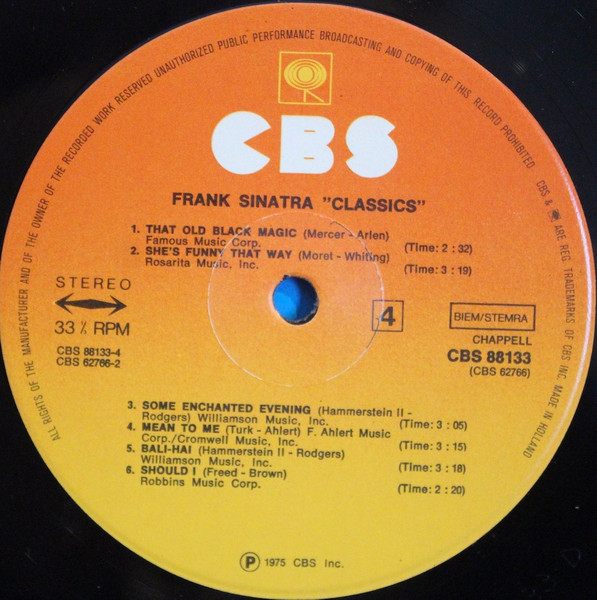 ALL RIGHTS OF THE MANUFACTURER AND OF THE OWNER OF THE RECORDED WORK RESERVED UNAUTHORIZED PUBLIC PERFORMANCE BROADCASTING AND COPYING OF THIS RECORD PROHIBITED CBS & ARE REG. TRADEMARKS OF CBS INC. MADE IN HOLLAND
CBS
FRANK SINATRA "CLASSICS"
1. THAT OLD BLACK MAGIC (Mercer - Arlen)
Famous Music Corp. (Time: 2 : 32)
2. SHE'S FUNNY THAT WAY (Moret - Whiting)
Rosarita Music, Inc. (Time: 3 : 19)
STEREO
33⅓ RPM
CBS 88133-4
CBS 62766-2
4
BIEM/STEMRA
CHAPPELL
CBS 88133
(CBS 62766)
3. SOME ENCHANTED EVENING (Hammerstein II -
Rodgers) Williamson Music, Inc. (Time: 3 : 05)
4. MEAN TO ME (Turk - Ahlert) F. Ahlert Music
Corp./Cromwell Music, Inc. (Time: 3 : 15)
5. BALI-HAI (Hammerstein II - Rodgers)
Williamson Music, Inc. (Time: 3 : 18)
6. SHOULD I (Freed - Brown)
Robbins Music Corp. (Time: 2 : 20)
Ⓟ 1975 CBS Inc.